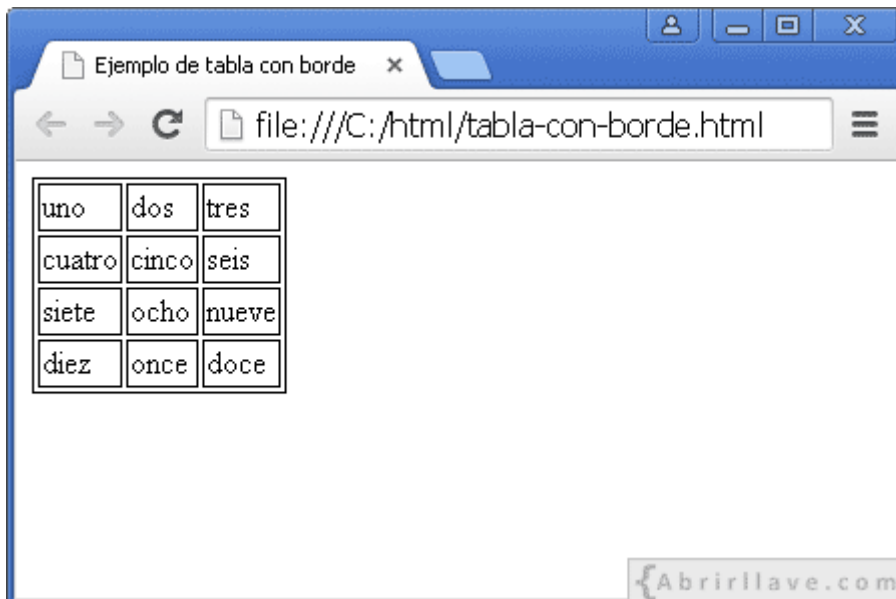 Ejemplo de tabla con borde
file:///C:/html/tabla-con-borde.html
uno dos tres
cuatro cinco seis
siete ocho nueve
diez once doce
{Abrirllave.com